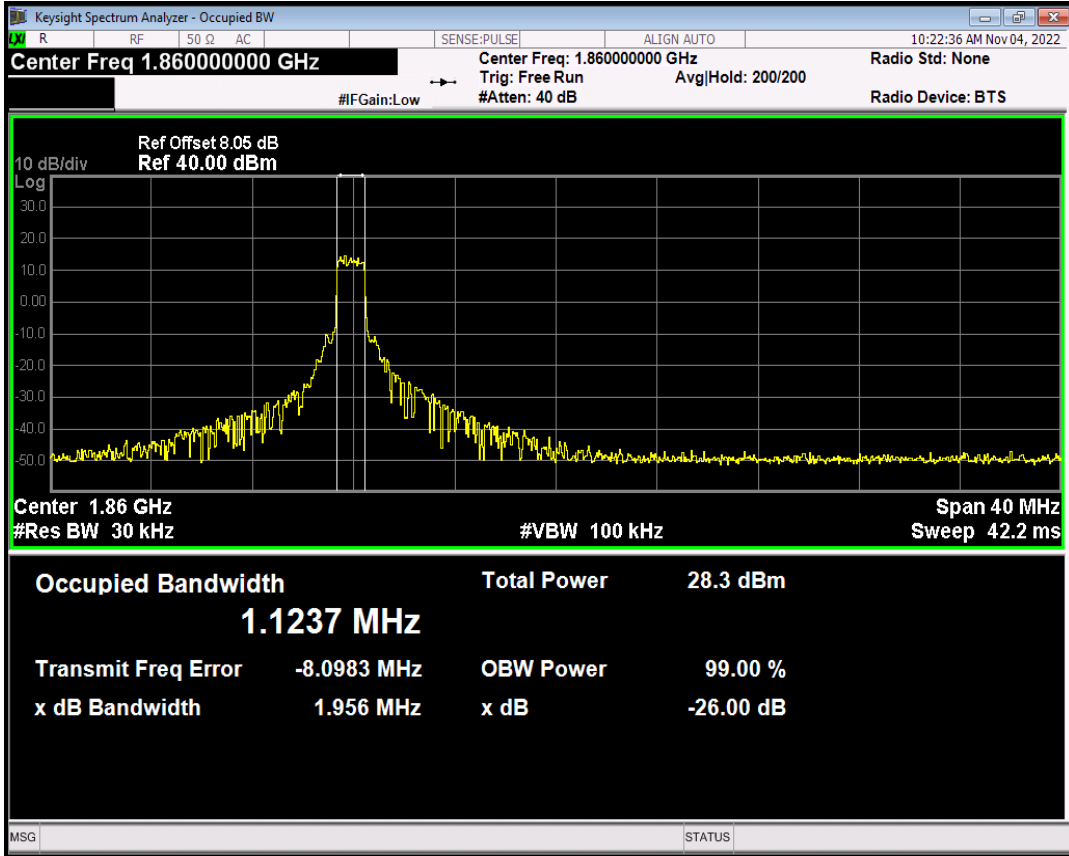 Keysight Spectrum Analyzer - Occupied BW
LXI R RF 50 Ω AC SENSE:PULSE ALIGN AUTO 10:22:36 AM Nov 04, 2022
Center Freq 1.860000000 GHz
Center Freq: 1.860000000 GHz
Radio Std: None
Trig: Free Run Avg|Hold: 200/200
#IFGain:Low
#Atten: 40 dB
Radio Device: BTS
Ref Offset 8.05 dB
10 dB/div Ref 40.00 dBm
Log
30.0
20.0
10.0
0.00
-10.0
-20.0
-30.0
-40.0
-50.0
Center 1.86 GHz Span 40 MHz
#Res BW 30 kHz #VBW 100 kHz Sweep 42.2 ms
Occupied Bandwidth Total Power 28.3 dBm
1.1237 MHz
Transmit Freq Error -8.0983 MHz OBW Power 99.00 %
x dB Bandwidth 1.956 MHz x dB -26.00 dB
MSG STATUS